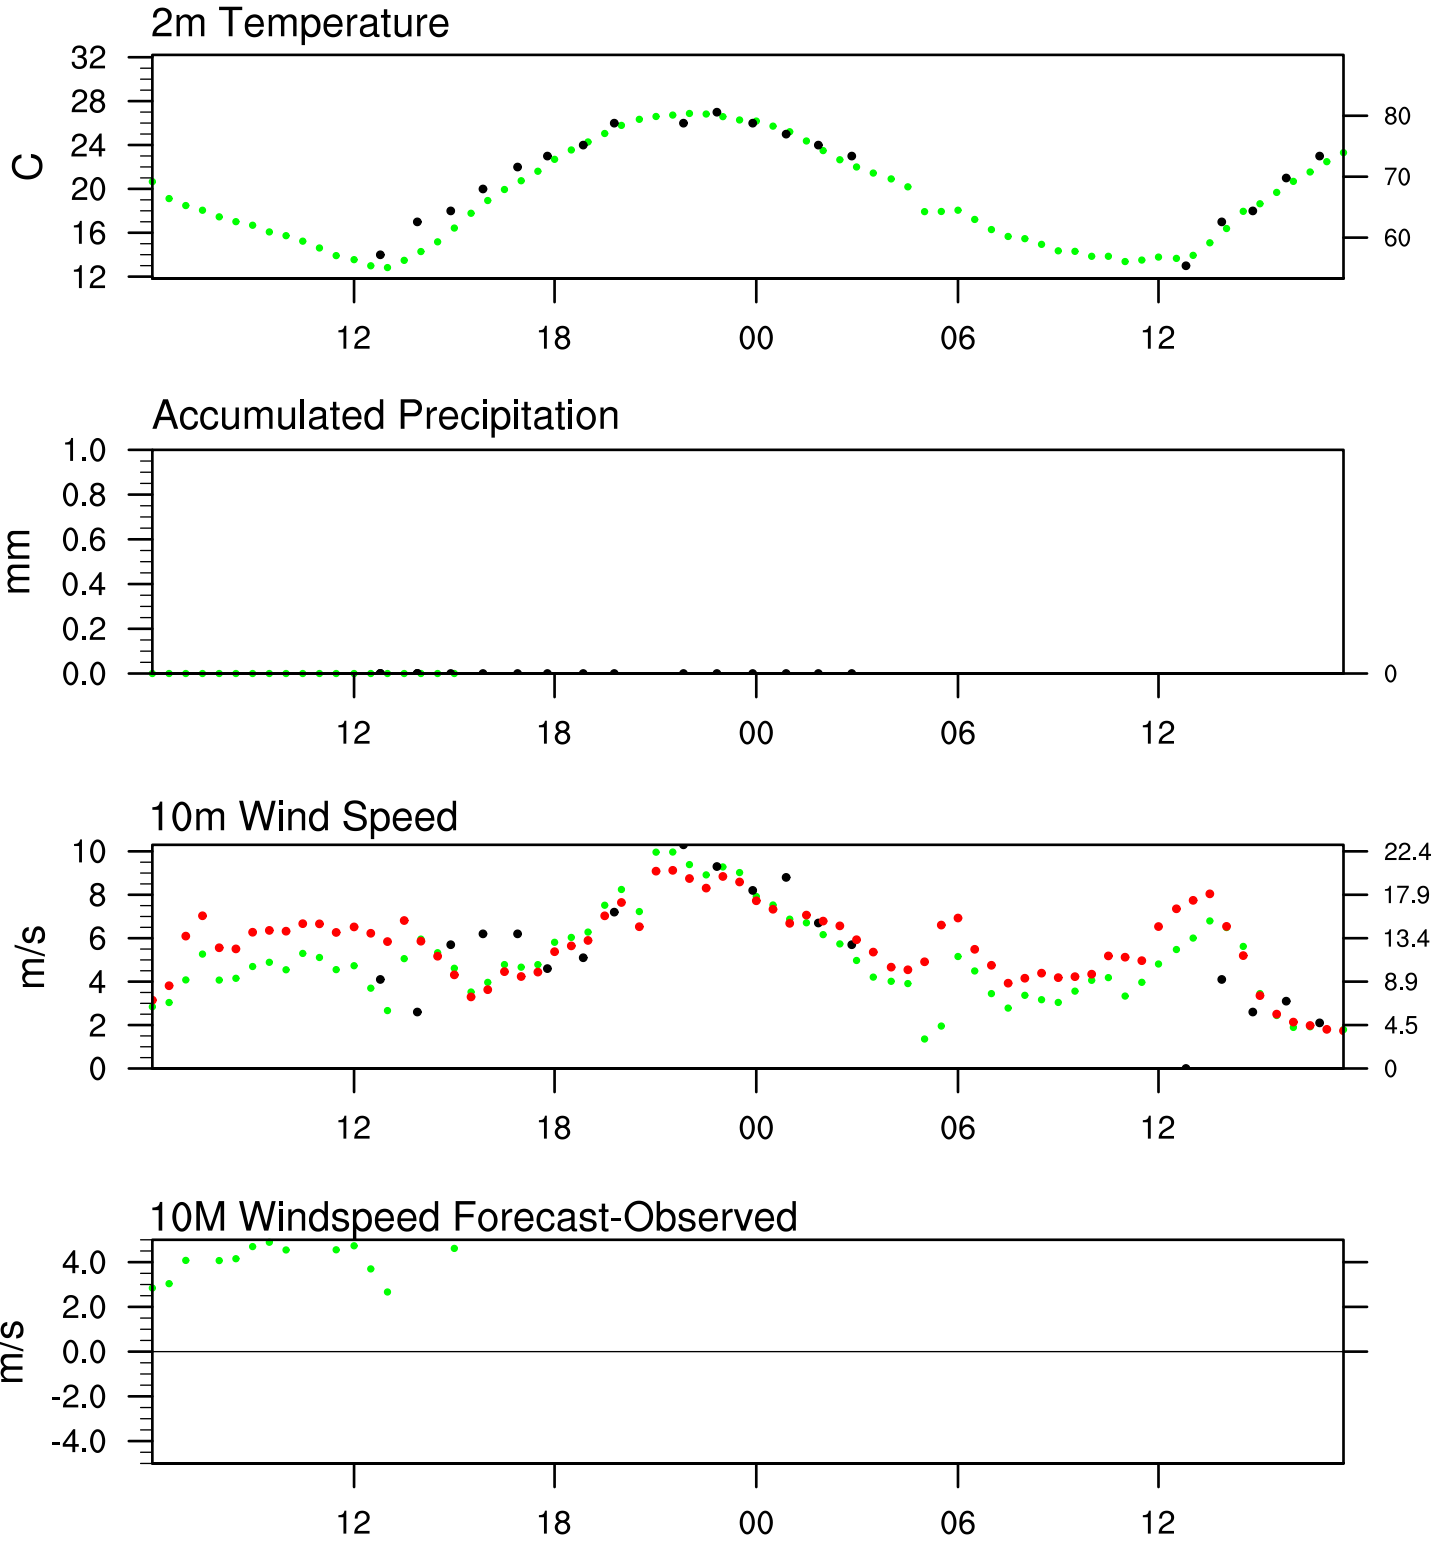 2m Temperature
32
28
24
20
16
12
C
80
70
60
12 18 00 06 12
Accumulated Precipitation
1.0
0.8
0.6
0.4
0.2
0.0
mm
0
12 18 00 06 12
10m Wind Speed
10
8
6
4
2
0
m/s
22.4
17.9
13.4
8.9
4.5
0
12 18 00 06 12
10M Windspeed Forecast-Observed
4.0
2.0
0.0
-2.0
-4.0
m/s
12 18 00 06 12